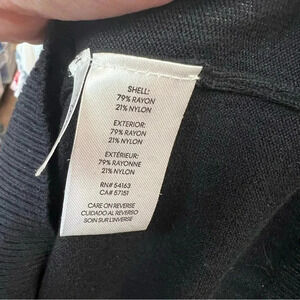 SHELL:
79% RAYON
21% NYLON
EXTERIOR:
79% RAYON
21% NYLON
EXTÉRIEUR:
79% RAYONNE
21% NYLON
RN# 54163
CA# 57151
CARE ON REVERSE
CUIDADO AL REVERSO
SOIN SUR L'INVERSE